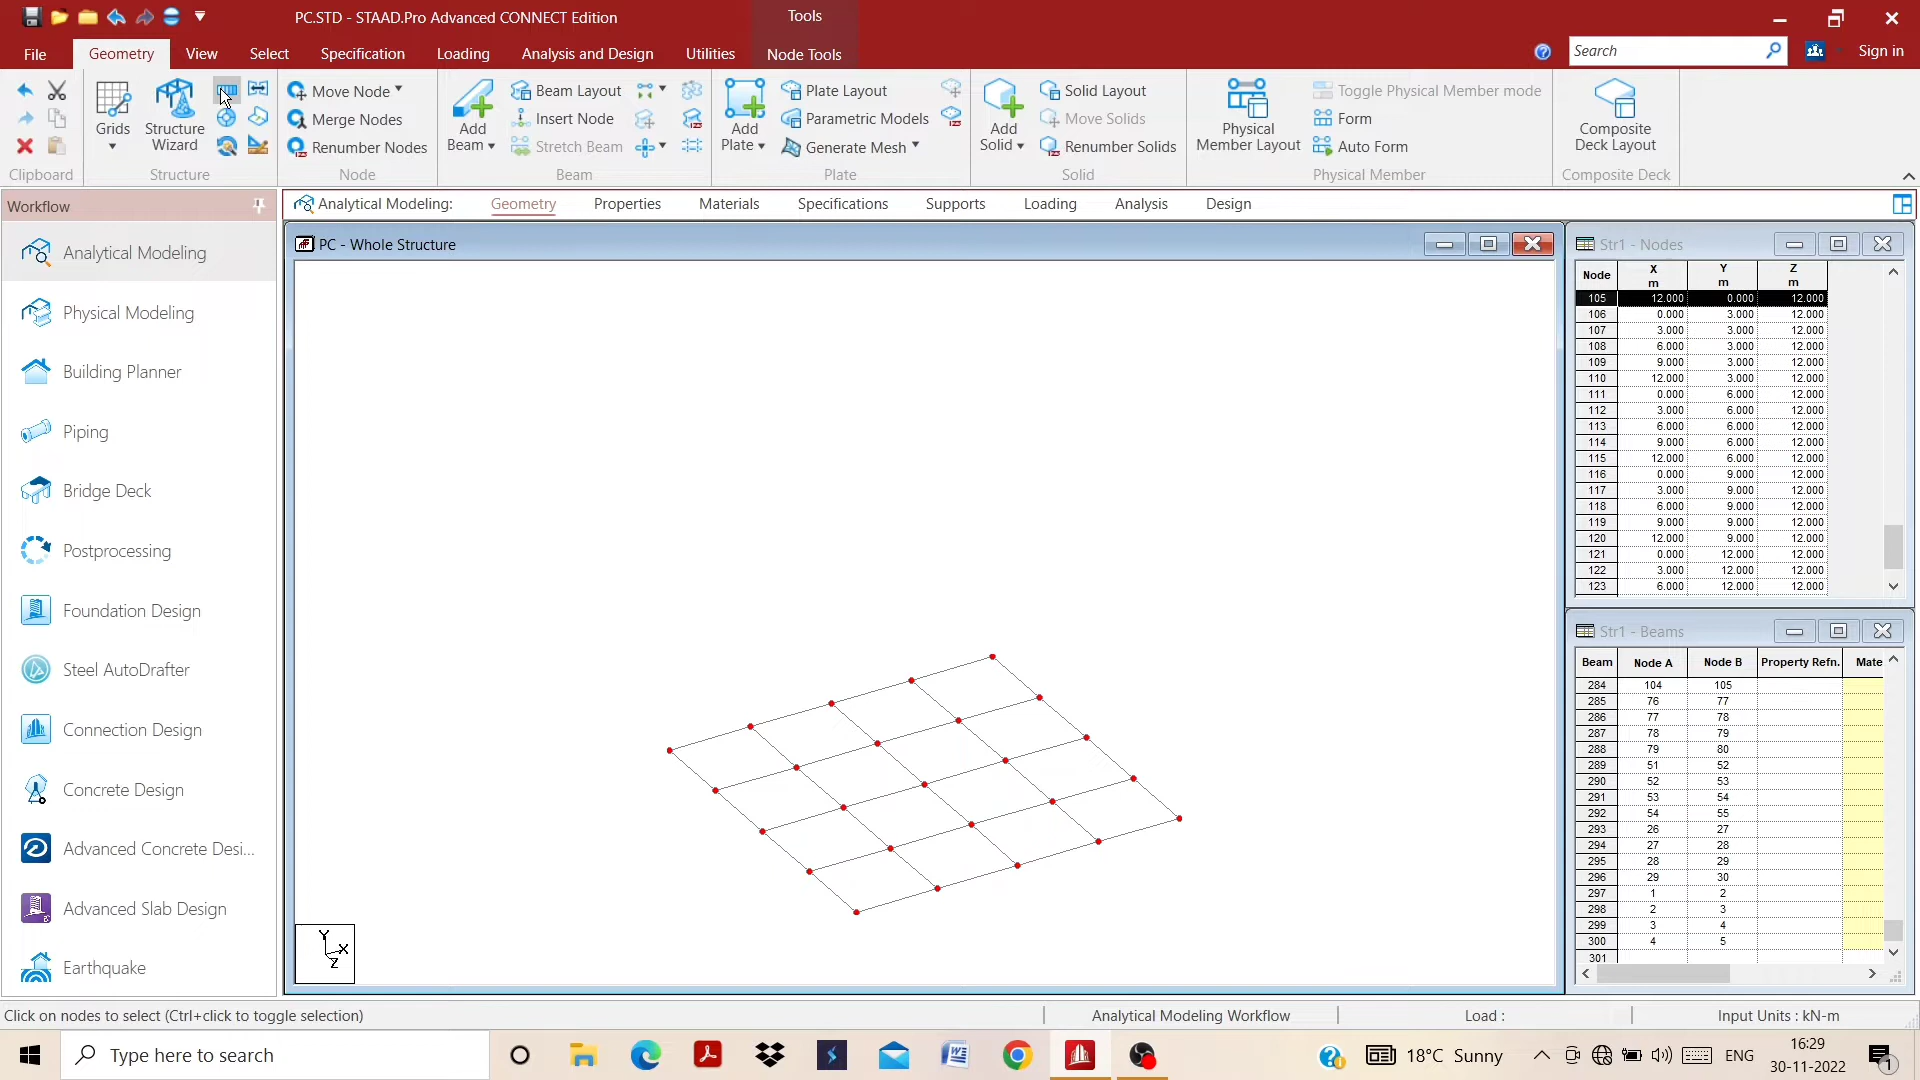 PC.STD - STAAD.Pro Advanced CONNECT Edition
Tools
File
Geometry
View
Select
Specification
Loading
Analysis and Design
Utilities
Node Tools
Search
Sign in
Grids
Structure Wizard
Move Node
Merge Nodes
Renumber Nodes
Add Beam
Beam Layout
Insert Node
Stretch Beam
Add Plate
Plate Layout
Parametric Models
Generate Mesh
Add Solid
Solid Layout
Move Solids
Renumber Solids
Physical Member Layout
Toggle Physical Member mode
Form
Auto Form
Composite Deck Layout
Clipboard
Structure
Node
Beam
Plate
Solid
Physical Member
Composite Deck
Workflow
Analytical Modeling: Geometry Properties Materials Specifications Supports Loading Analysis Design
Analytical Modeling
Physical Modeling
Building Planner
Piping
Bridge Deck
Postprocessing
Foundation Design
Steel AutoDrafter
Connection Design
Concrete Design
Advanced Concrete Desi...
Advanced Slab Design
Earthquake
PC - Whole Structure
Y
X
Z
Str1 - Nodes
Node X m Y m Z m
105 12.000 0.000 12.000
106 0.000 3.000 12.000
107 3.000 3.000 12.000
108 6.000 3.000 12.000
109 9.000 3.000 12.000
110 12.000 3.000 12.000
111 0.000 6.000 12.000
112 3.000 6.000 12.000
113 6.000 6.000 12.000
114 9.000 6.000 12.000
115 12.000 6.000 12.000
116 0.000 9.000 12.000
117 3.000 9.000 12.000
118 6.000 9.000 12.000
119 9.000 9.000 12.000
120 12.000 9.000 12.000
121 0.000 12.000 12.000
122 3.000 12.000 12.000
123 6.000 12.000 12.000
Str1 - Beams
Beam Node A Node B Property Refn. Mate
284 104 105
285 76 77
286 77 78
287 78 79
288 79 80
289 51 52
290 52 53
291 53 54
292 54 55
293 26 27
294 27 28
295 28 29
296 29 30
297 1 2
298 2 3
299 3 4
300 4 5
301
Click on nodes to select (Ctrl+click to toggle selection)
Analytical Modeling Workflow
Load :
Input Units : kN-m
Type here to search
18°C Sunny
ENG
16:29
30-11-2022
1